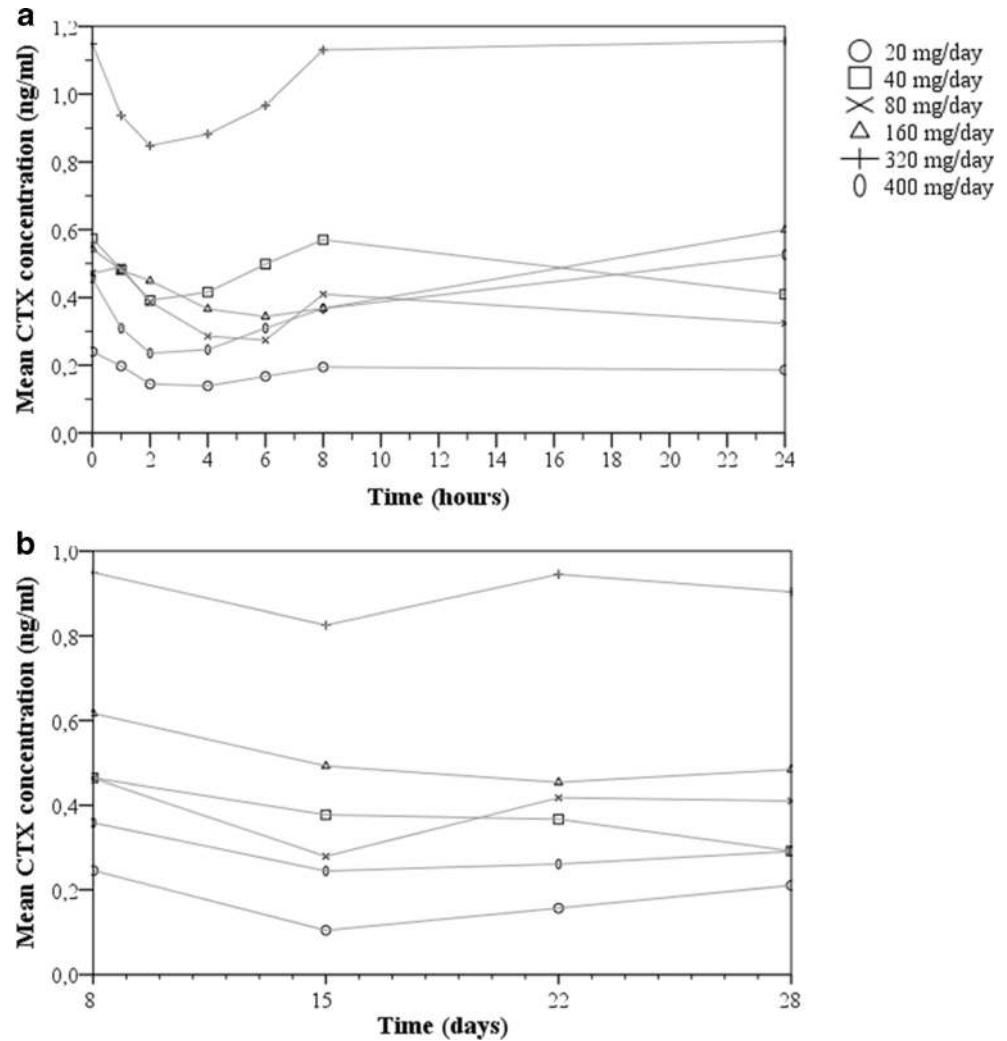 a
Mean CTX concentration (ng/ml)
1,2
1,0
0,8
0,6
0,4
0,2
0,0
0 2 4 6 8 10 12 14 16 18 20 22 24
Time (hours)
20 mg/day
40 mg/day
80 mg/day
160 mg/day
320 mg/day
400 mg/day
b
Mean CTX concentration (ng/ml)
1,0
0,8
0,6
0,4
0,2
0,0
8 15 22 28
Time (days)